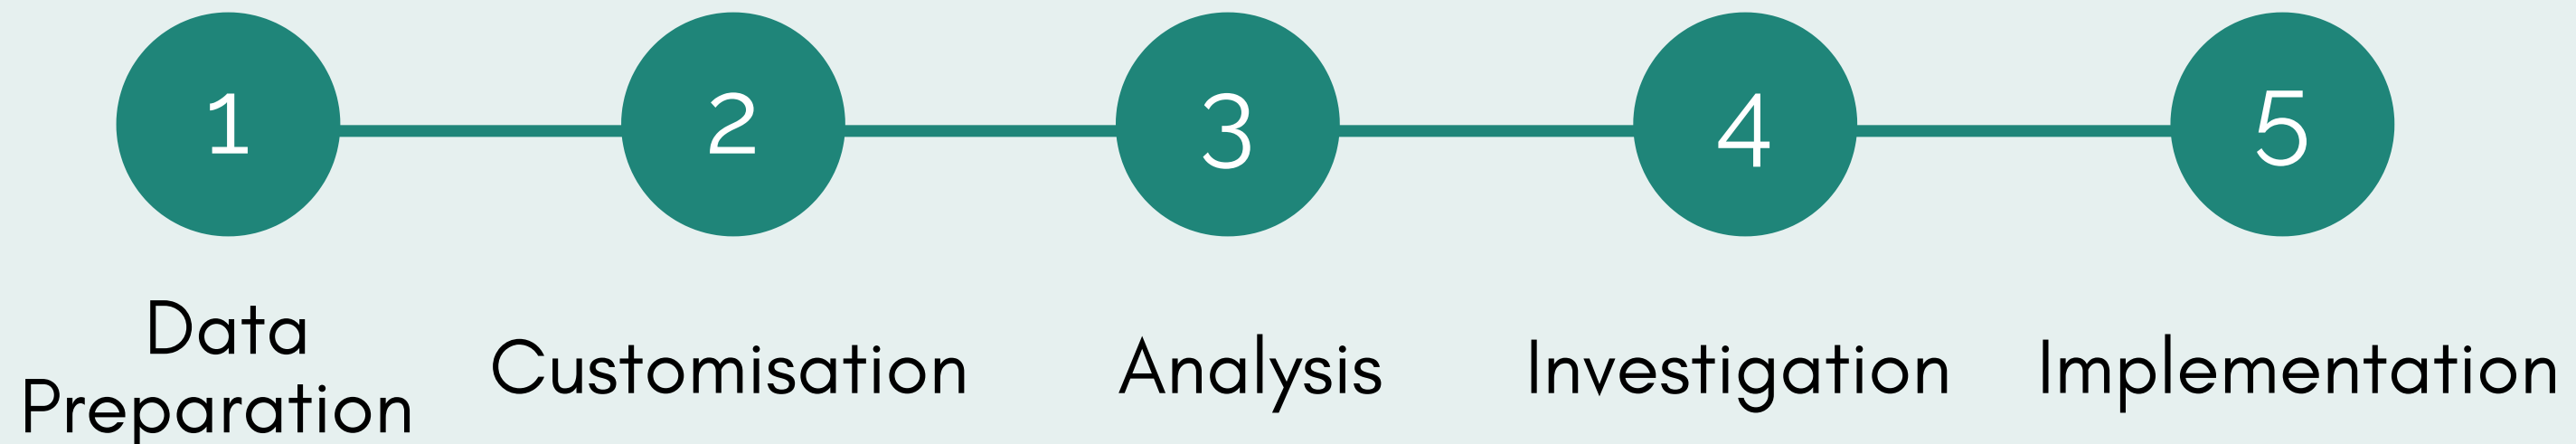 1
2
3
4
5
Data
Preparation
Customisation
Analysis
Investigation
Implementation